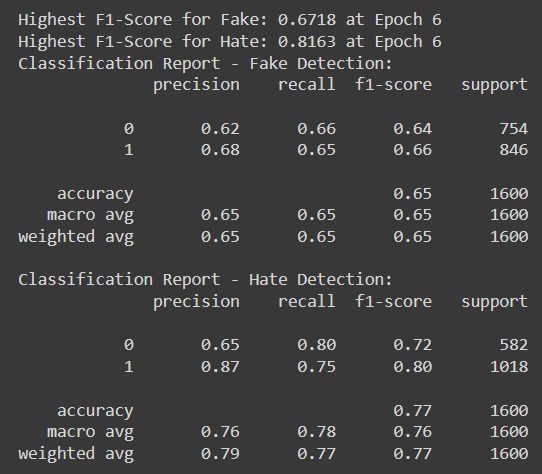 Highest F1-Score for Fake: 0.6718 at Epoch 6
Highest F1-Score for Hate: 0.8163 at Epoch 6
Classification Report - Fake Detection:
precision recall f1-score support
0 0.62 0.66 0.64 754
1 0.68 0.65 0.66 846
accuracy 0.65 1600
macro avg 0.65 0.65 0.65 1600
weighted avg 0.65 0.65 0.65 1600
Classification Report - Hate Detection:
precision recall f1-score support
0 0.65 0.80 0.72 582
1 0.87 0.75 0.80 1018
accuracy 0.77 1600
macro avg 0.76 0.78 0.76 1600
weighted avg 0.79 0.77 0.77 1600